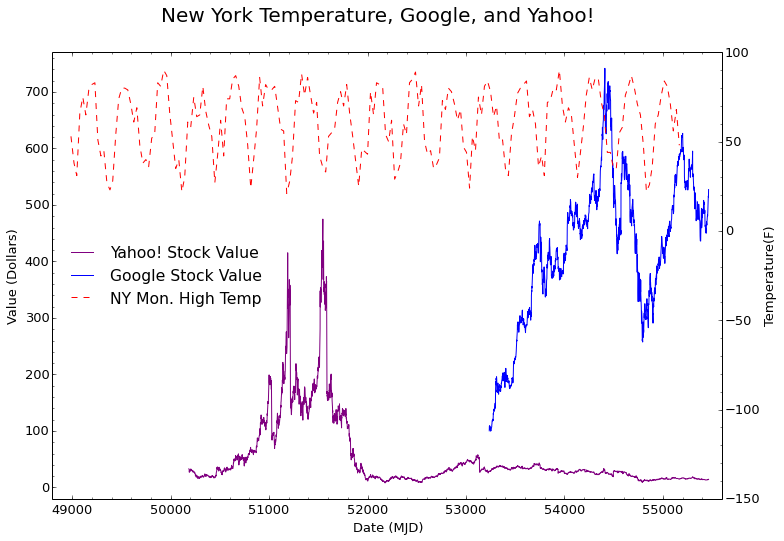 New York Temperature, Google, and Yahoo!
700
600
500
400
300
200
100
0
Value (Dollars)
100
50
0
−50
−100
−150
Temperature(F)
Yahoo! Stock Value
Google Stock Value
NY Mon. High Temp
49000 50000 51000 52000 53000 54000 55000
Date (MJD)